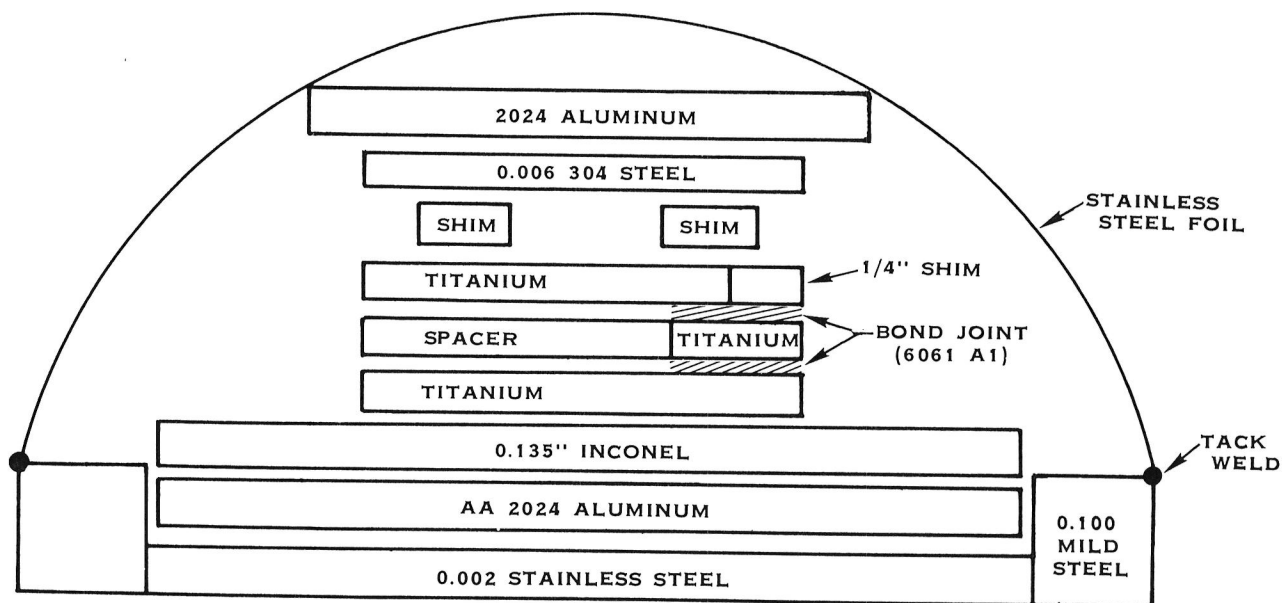 2024 ALUMINUM
0.006 304 STEEL
SHIM
SHIM
STAINLESS
STEEL FOIL
TITANIUM
1/4" SHIM
SPACER
TITANIUM
BOND JOINT
(6061 A1)
TITANIUM
0.135" INCONEL
TACK
WELD
AA 2024 ALUMINUM
0.100
MILD
STEEL
0.002 STAINLESS STEEL